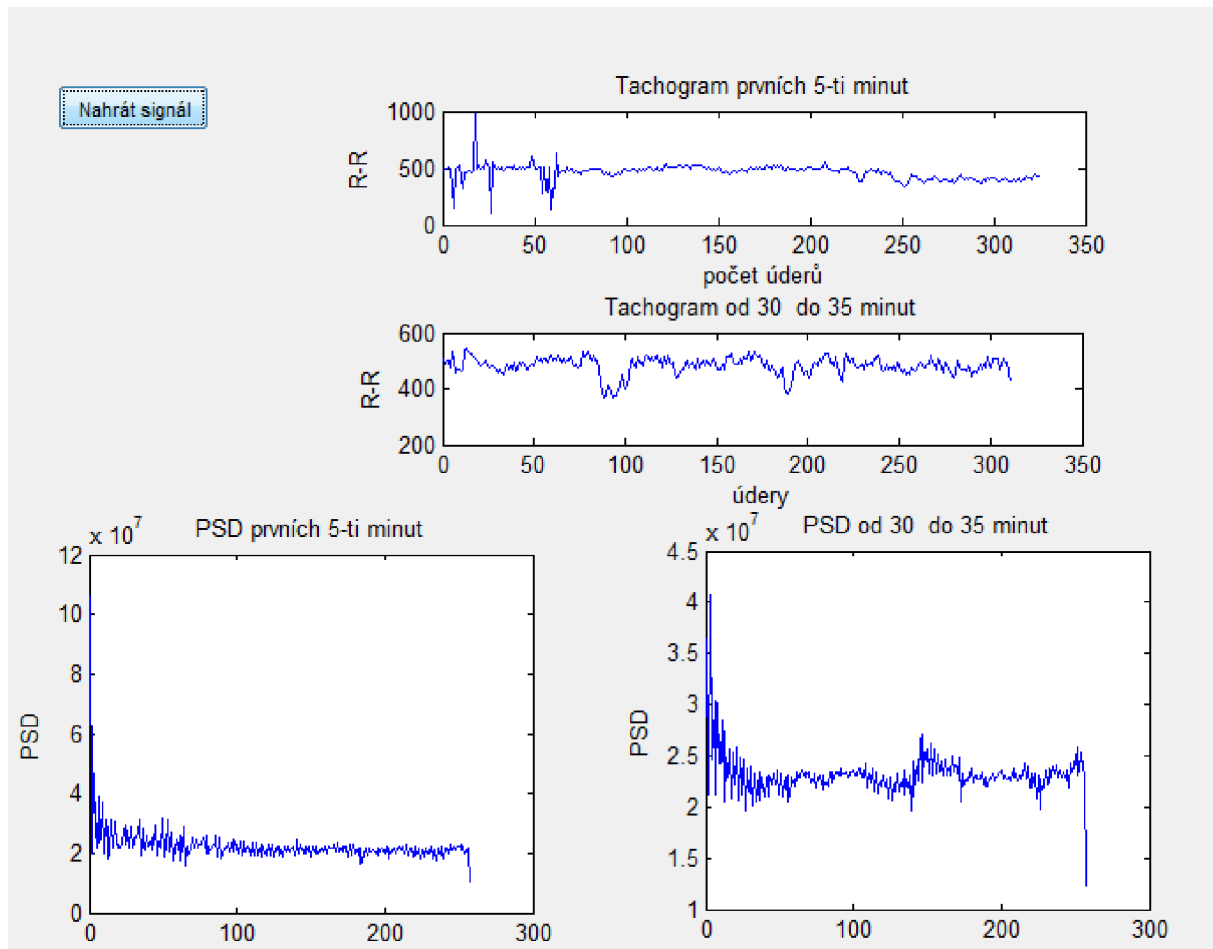 Nahrát signál
Tachogram prvních 5-ti minut
1000
500
0
R-R
0 50 100 150 200 250 300 350
počet úderů
Tachogram od 30 do 35 minut
600
400
200
R-R
0 50 100 150 200 250 300 350
údery
x 10^7
PSD prvních 5-ti minut
12
10
8
6
4
2
0
PSD
0 100 200 300
x 10^7
PSD od 30 do 35 minut
4.5
4
3.5
3
2.5
2
1.5
1
PSD
0 100 200 300